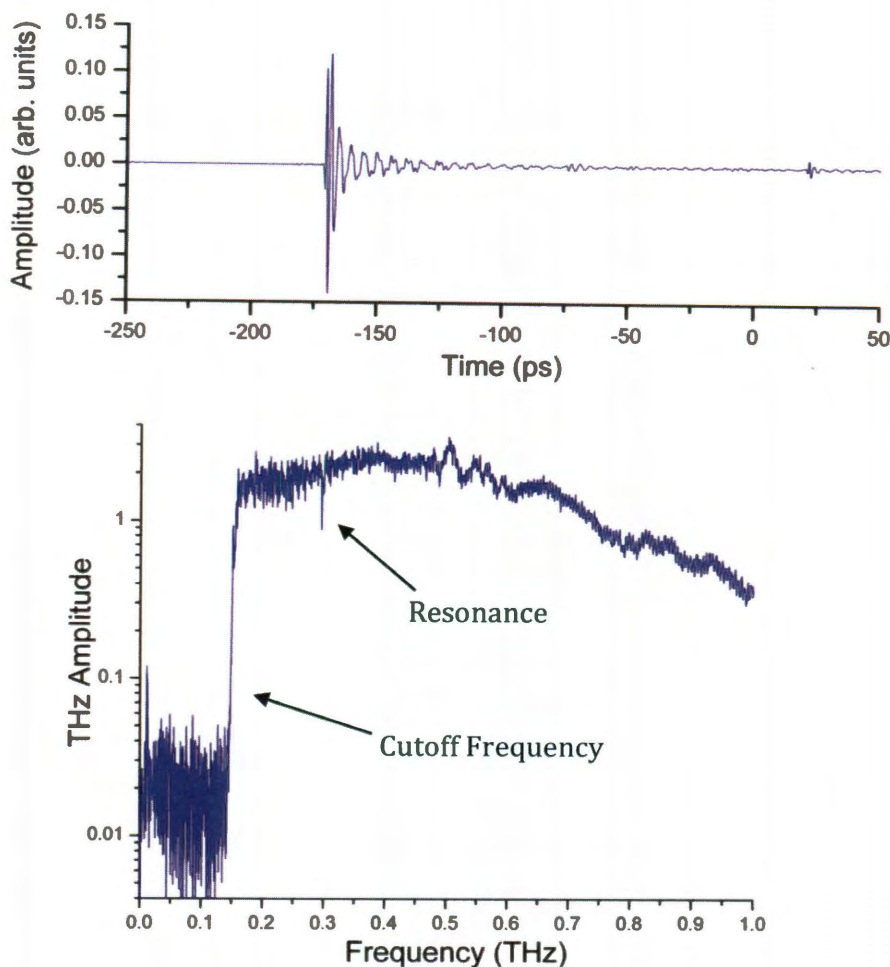 0.15
0.10
0.05
0.00
-0.05
-0.10
-0.15
Amplitude (arb. units)
-250 -200 -150 -100 -50 0 50
Time (ps)
1
0.1
0.01
THz Amplitude
Resonance
Cutoff Frequency
0.0 0.1 0.2 0.3 0.4 0.5 0.6 0.7 0.8 0.9 1.0
Frequency (THz)